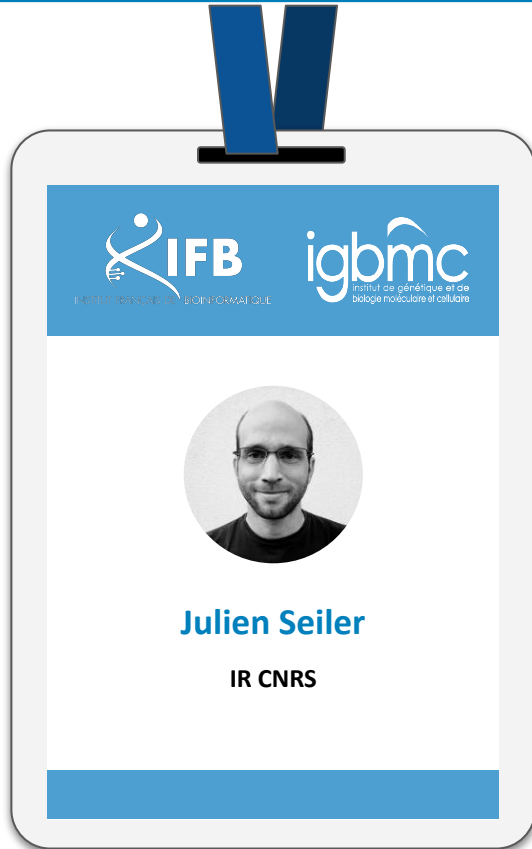 IFB
BIOINFORMATIQUE
igbmc
institut de génétique et de
biologie moléculaire et cellulaire
Julien Seiler
IR CNRS